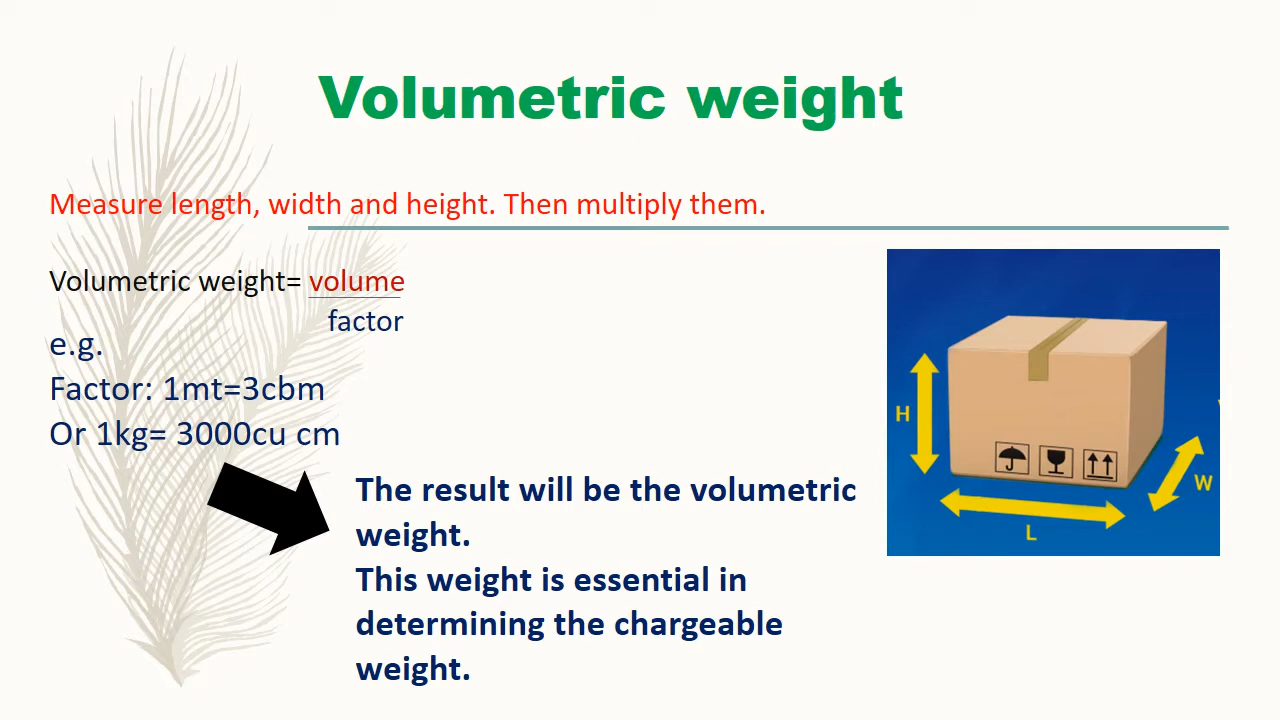 Volumetric weight
Measure length, width and height. Then multiply them.
Volumetric weight= volume
factor
e.g.
Factor: 1mt=3cbm
Or 1kg= 3000cu cm
The result will be the volumetric
weight.
This weight is essential in
determining the chargeable
weight.
H
W
L